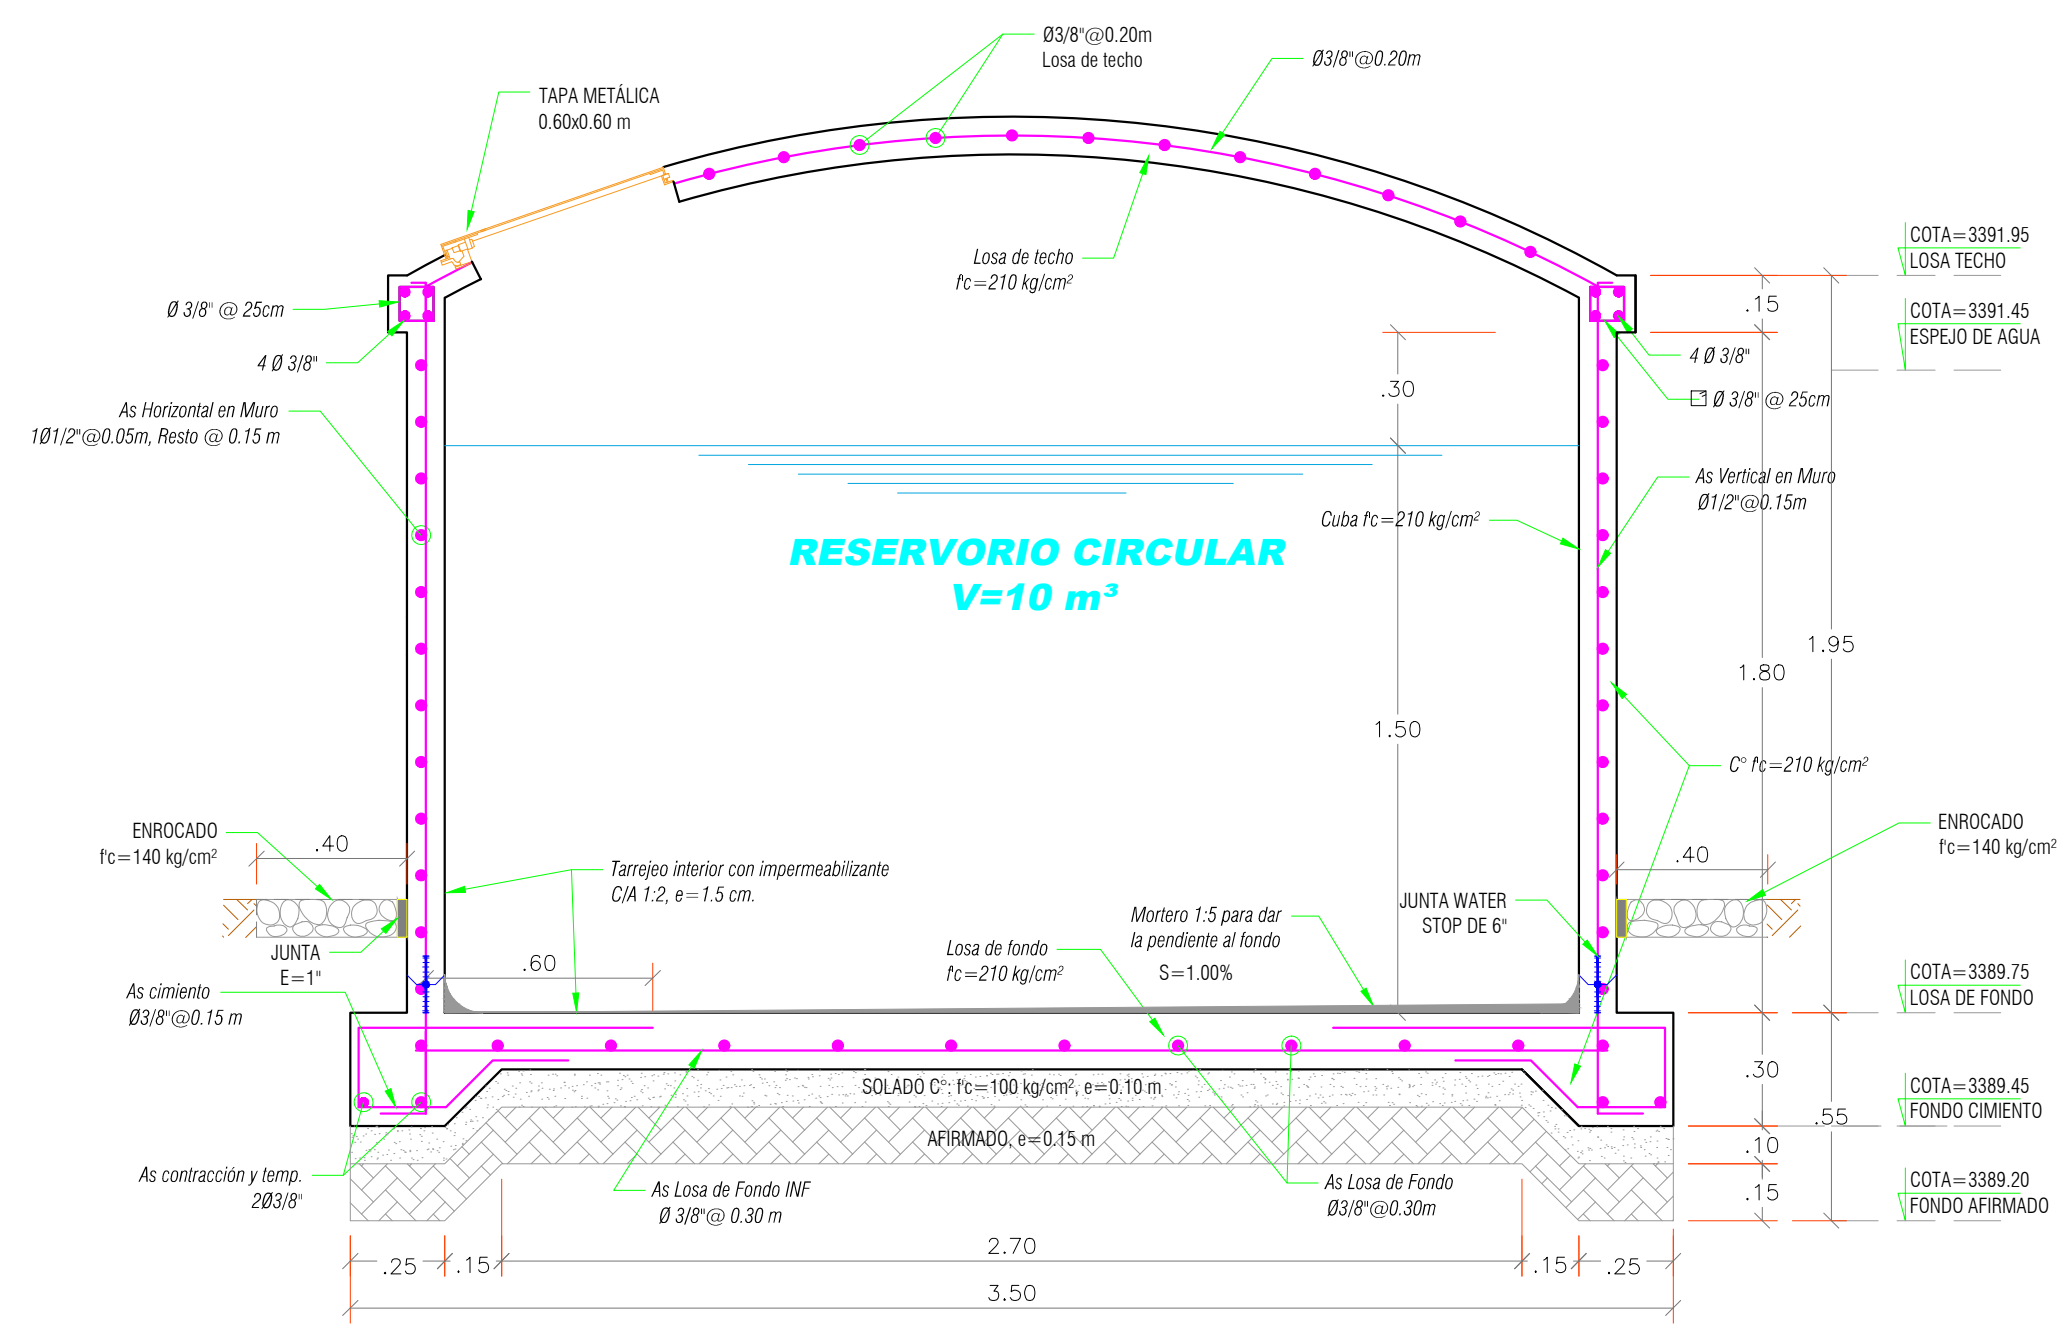 Ø3/8"@0.20m
Losa de techo
Ø3/8"@0.20m
TAPA METÁLICA
0.60x0.60 m
Losa de techo
f'c=210 kg/cm²
COTA=3391.95
LOSA TECHO
.15
COTA=3391.45
ESPEJO DE AGUA
Ø 3/8" @ 25cm
4 Ø 3/8"
4 Ø 3/8"
Ø 3/8" @ 25cm
.30
As Horizontal en Muro
1Ø1/2"@0.05m, Resto @ 0.15 m
As Vertical en Muro
Ø1/2"@0.15m
Cuba f'c=210 kg/cm²
RESERVORIO CIRCULAR
V=10 m³
1.95
1.80
1.50
C° f'c=210 kg/cm²
ENROCADO
f'c=140 kg/cm²
.40
.40
ENROCADO
f'c=140 kg/cm²
Tarrejeo interior con impermeabilizante
C/A 1:2, e=1.5 cm.
JUNTA WATER
STOP DE 6"
Mortero 1:5 para dar
la pendiente al fondo
S=1.00%
Losa de fondo
f'c=210 kg/cm²
JUNTA
E=1"
.60
As cimiento
Ø3/8"@0.15 m
COTA=3389.75
LOSA DE FONDO
SOLADO C°: f'c=100 kg/cm², e=0.10 m
.30
COTA=3389.45
FONDO CIMIENTO
.55
AFIRMADO, e=0.15 m
.10
As contracción y temp.
2Ø3/8"
As Losa de Fondo INF
Ø 3/8"@ 0.30 m
As Losa de Fondo
Ø3/8"@0.30m
.15
COTA=3389.20
FONDO AFIRMADO
.25
.15
2.70
.15
.25
3.50